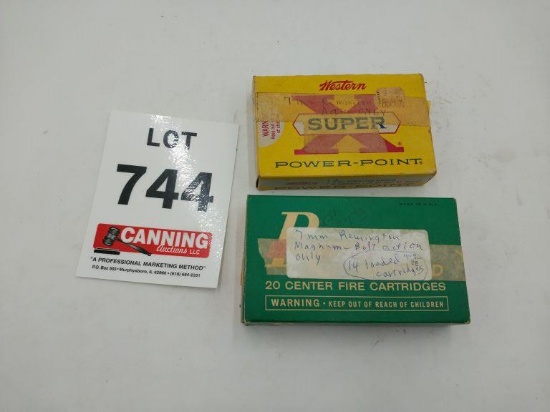 LOT
744
CANNING
Auctions LLC
"A PROFESSIONAL MARKETING METHOD"
Western
SUPER
X
POWER-POINT
7mm Remington
Magnum - Bolt action
only
14 loaded
cartridges
20 CENTER FIRE CARTRIDGES
WARNING - KEEP OUT OF REACH OF CHILDREN